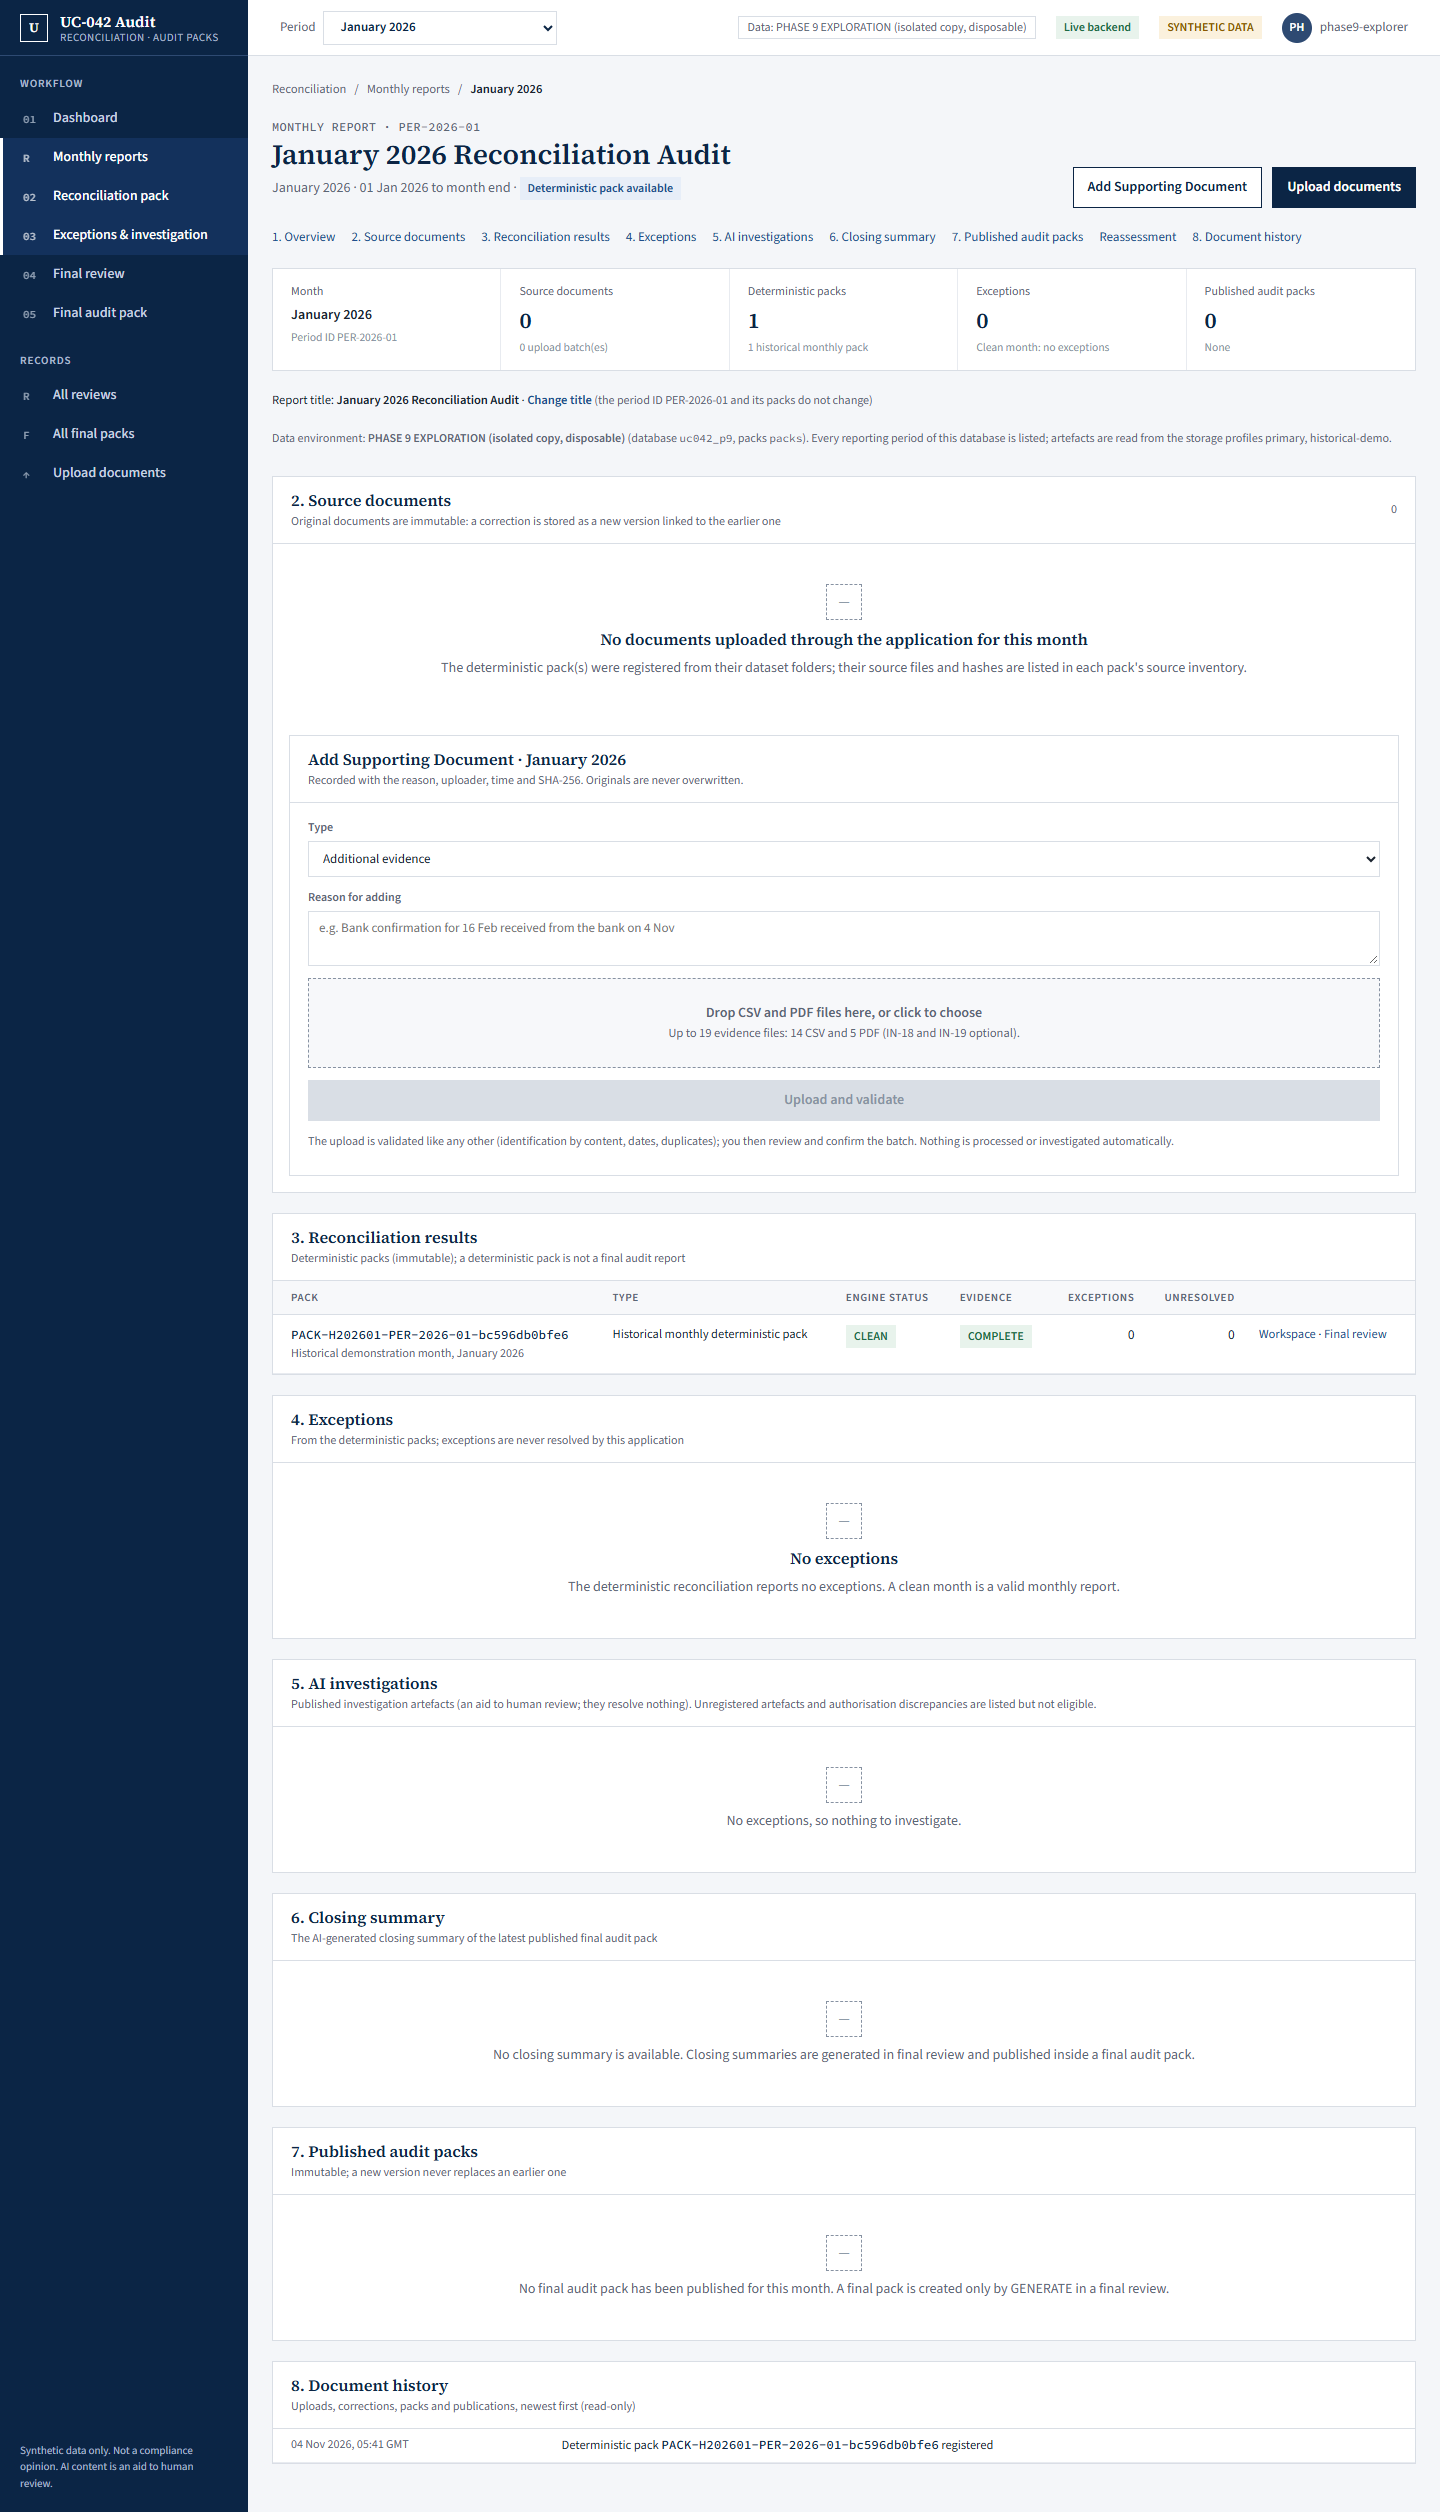 U
UC-042 Audit
RECONCILIATION · AUDIT PACKS
WORKFLOW
01 Dashboard
R Monthly reports
02 Reconciliation pack
03 Exceptions & investigation
04 Final review
05 Final audit pack
RECORDS
R All reviews
F All final packs
↑ Upload documents
Synthetic data only. Not a compliance
opinion. AI content is an aid to human
review.
Period January 2026
Data: PHASE 9 EXPLORATION (isolated copy, disposable)
Live backend
SYNTHETIC DATA
PH phase9-explorer
Reconciliation / Monthly reports / January 2026
MONTHLY REPORT · PER-2026-01
January 2026 Reconciliation Audit
January 2026 · 01 Jan 2026 to month end · Deterministic pack available
Add Supporting Document
Upload documents
1. Overview 2. Source documents 3. Reconciliation results 4. Exceptions 5. AI investigations 6. Closing summary 7. Published audit packs Reassessment 8. Document history
Month
January 2026
Period ID PER-2026-01
Source documents
0
0 upload batch(es)
Deterministic packs
1
1 historical monthly pack
Exceptions
0
Clean month: no exceptions
Published audit packs
0
None
Report title: January 2026 Reconciliation Audit · Change title (the period ID PER-2026-01 and its packs do not change)
Data environment: PHASE 9 EXPLORATION (isolated copy, disposable) (database uc042_p9, packs packs). Every reporting period of this database is listed; artefacts are read from the storage profiles primary, historical-demo.
2. Source documents
Original documents are immutable: a correction is stored as a new version linked to the earlier one
0
—
No documents uploaded through the application for this month
The deterministic pack(s) were registered from their dataset folders; their source files and hashes are listed in each pack's source inventory.
Add Supporting Document · January 2026
Recorded with the reason, uploader, time and SHA-256. Originals are never overwritten.
Type
Additional evidence
Reason for adding
e.g. Bank confirmation for 16 Feb received from the bank on 4 Nov
Drop CSV and PDF files here, or click to choose
Up to 19 evidence files: 14 CSV and 5 PDF (IN-18 and IN-19 optional).
Upload and validate
The upload is validated like any other (identification by content, dates, duplicates); you then review and confirm the batch. Nothing is processed or investigated automatically.
3. Reconciliation results
Deterministic packs (immutable); a deterministic pack is not a final audit report
PACK TYPE ENGINE STATUS EVIDENCE EXCEPTIONS UNRESOLVED
PACK-H202601-PER-2026-01-bc596db0bfe6 Historical monthly deterministic pack CLEAN COMPLETE 0 0 Workspace · Final review
Historical demonstration month, January 2026
4. Exceptions
From the deterministic packs; exceptions are never resolved by this application
—
No exceptions
The deterministic reconciliation reports no exceptions. A clean month is a valid monthly report.
5. AI investigations
Published investigation artefacts (an aid to human review; they resolve nothing). Unregistered artefacts and authorisation discrepancies are listed but not eligible.
—
No exceptions, so nothing to investigate.
6. Closing summary
The AI-generated closing summary of the latest published final audit pack
—
No closing summary is available. Closing summaries are generated in final review and published inside a final audit pack.
7. Published audit packs
Immutable; a new version never replaces an earlier one
—
No final audit pack has been published for this month. A final pack is created only by GENERATE in a final review.
8. Document history
Uploads, corrections, packs and publications, newest first (read-only)
04 Nov 2026, 05:41 GMT Deterministic pack PACK-H202601-PER-2026-01-bc596db0bfe6 registered